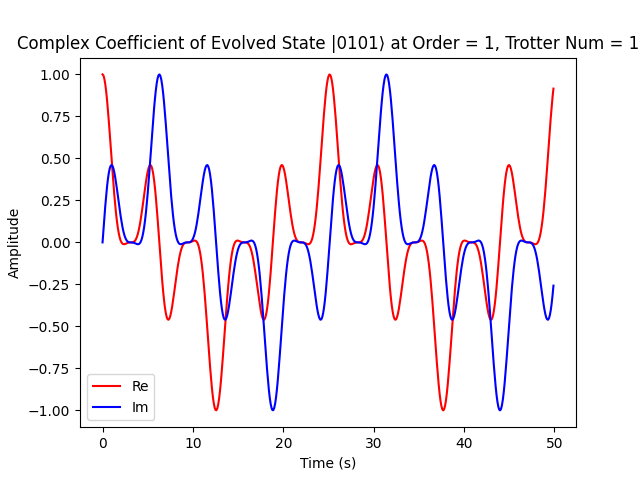 Complex Coefficient of Evolved State |0101⟩ at Order = 1, Trotter Num = 1
1.00
0.75
0.50
0.25
0.00
−0.25
−0.50
−0.75
−1.00
Amplitude
Re
Im
0 10 20 30 40 50
Time (s)